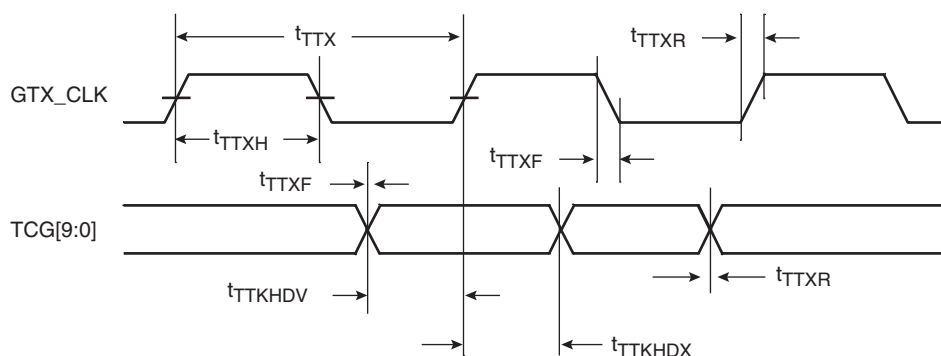 tTTX
tTTXR
GTX_CLK
tTTXH
tTTXF
tTTXF
TCG[9:0]
tTTXR
tTTKHDV
tTTKHDX